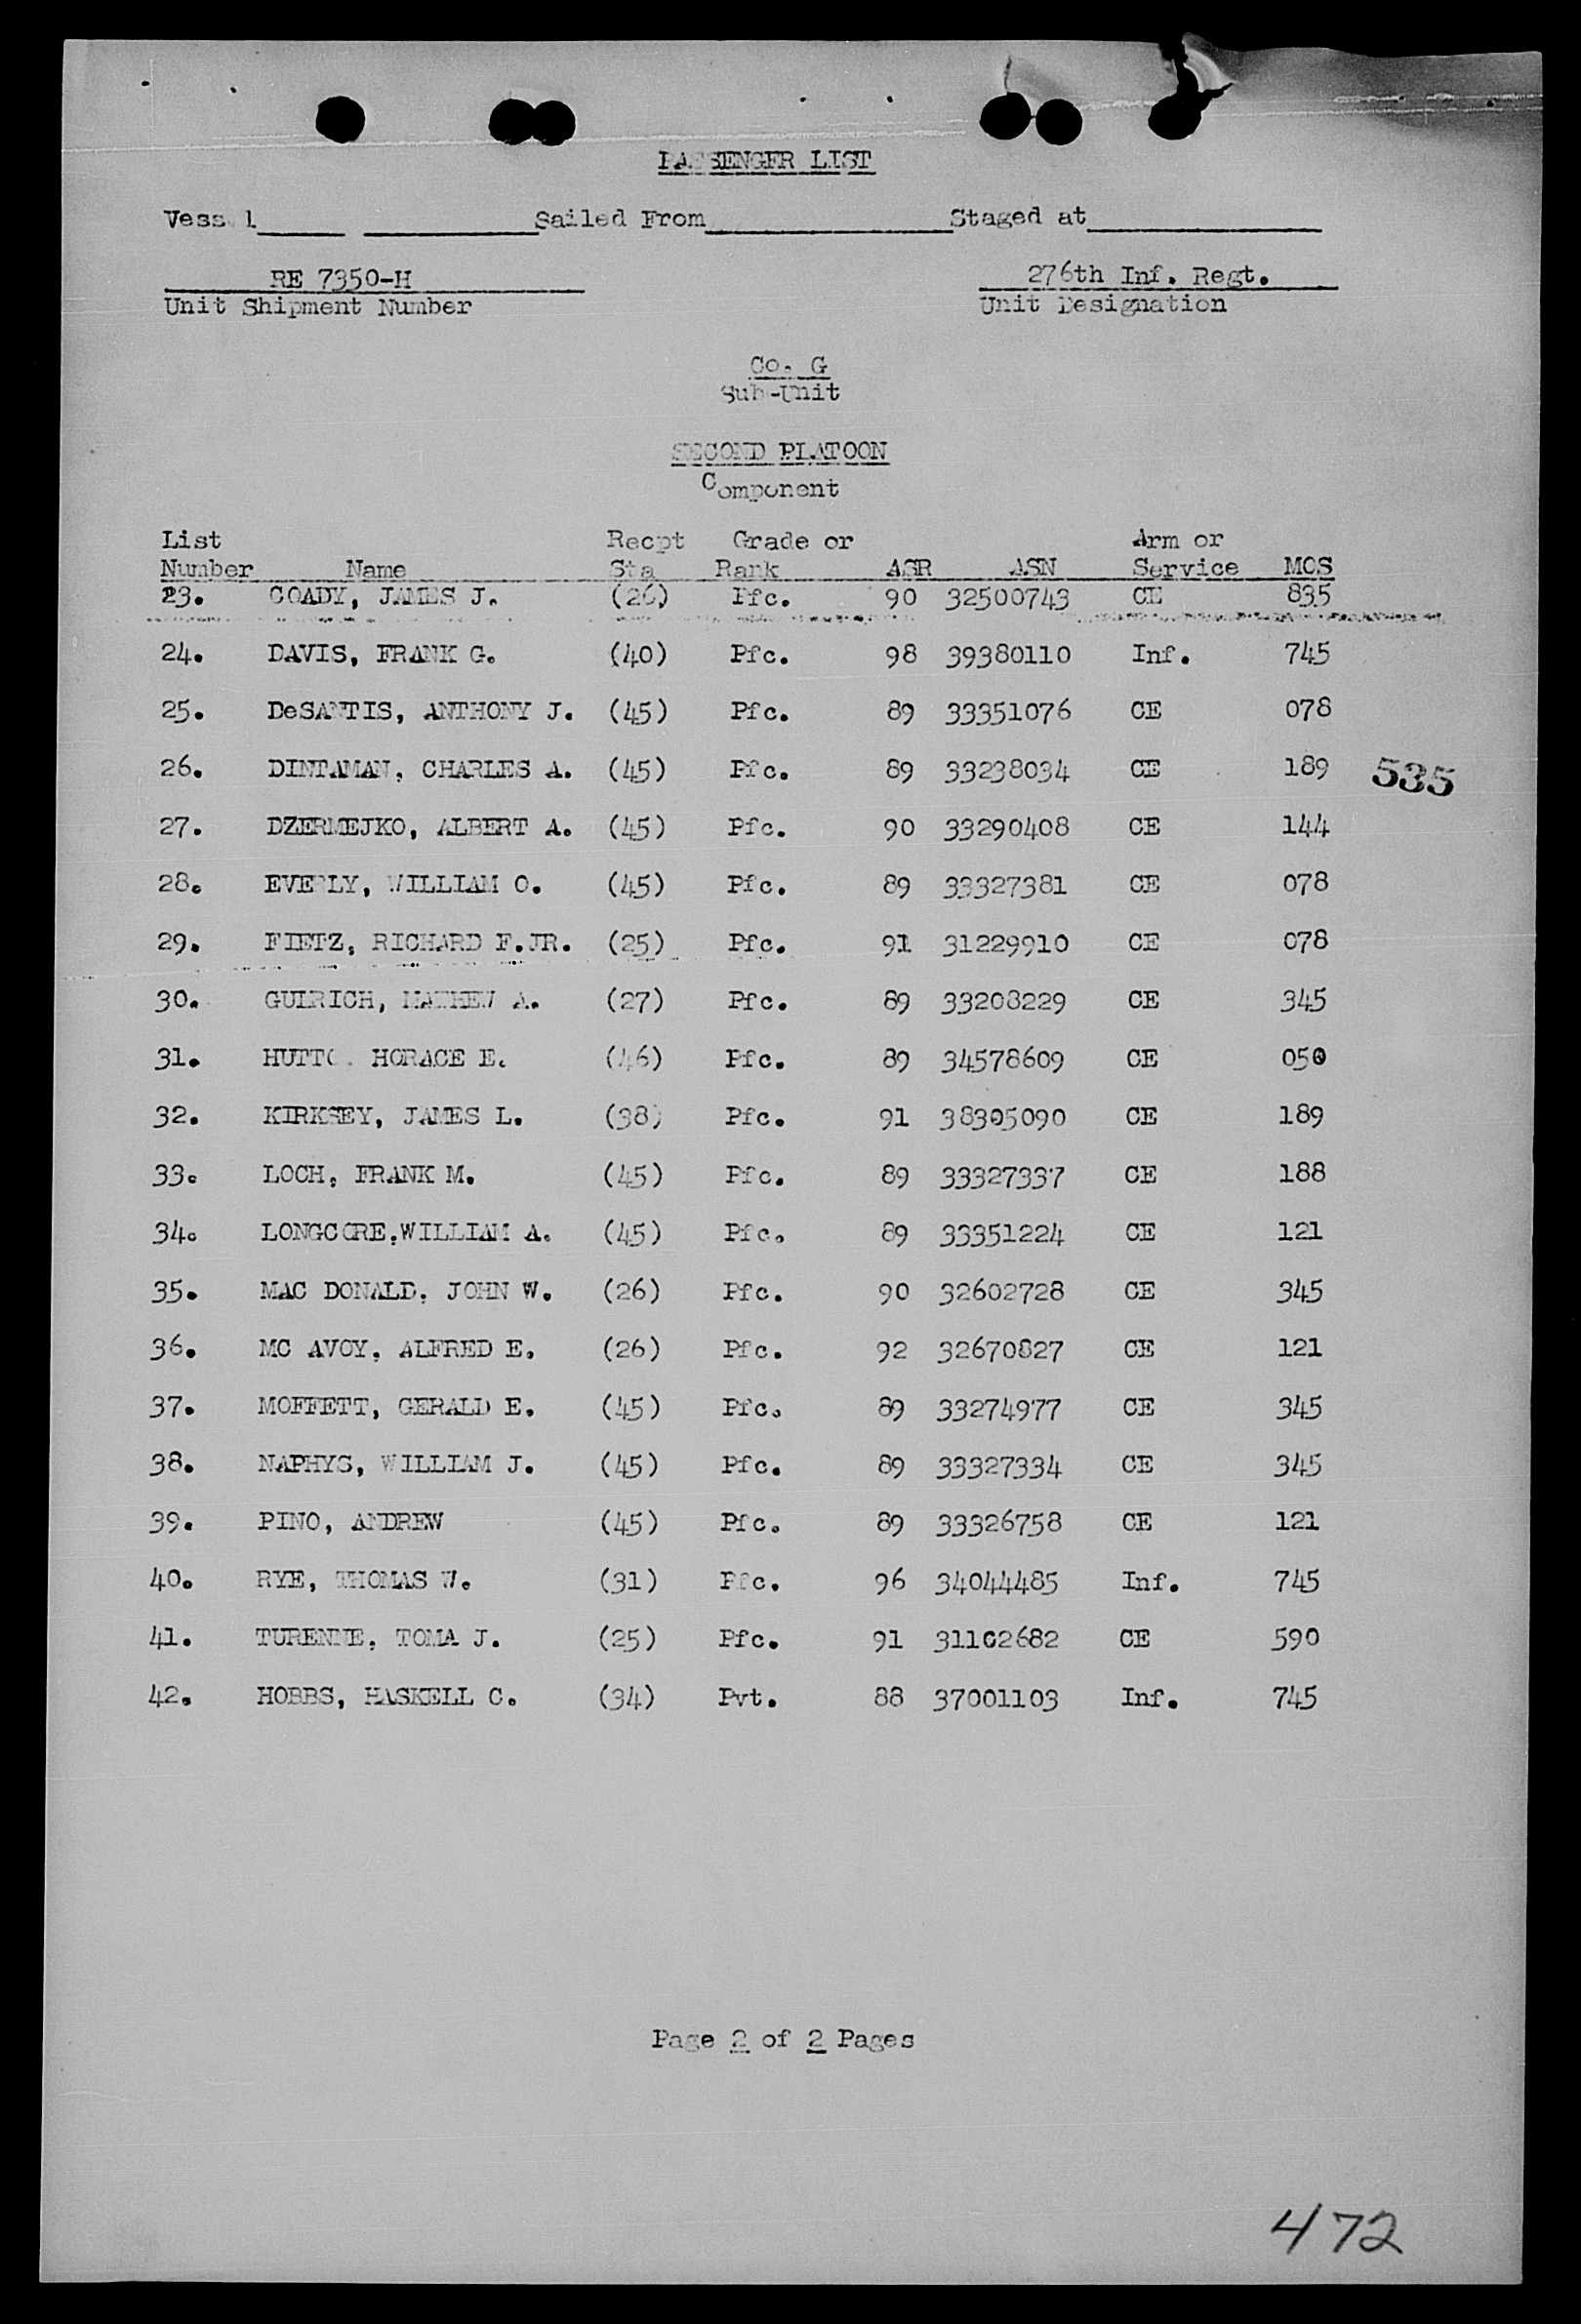 PASSENGER LIST
Vessel Sailed From Staged at
RE 7350-H 276th Inf. Regt.
Unit Shipment Number Unit Designation
Co. G
Sub-Unit
SECOND PLATOON
Component
List Recpt Grade or Arm or
Number Name Sta Rank ASR ASN Service MOS
23. COADY, JAMES J. (26) Pfc. 90 32500743 CE 835
24. DAVIS, FRANK G. (40) Pfc. 98 39380110 Inf. 745
25. DeSANTIS, ANTHONY J. (45) Pfc. 89 33351076 CE 078
26. DINTAMAN, CHARLES A. (45) Pfc. 89 33238034 CE 189 535
27. DZERMEJKO, ALBERT A. (45) Pfc. 90 33290408 CE 144
28. EVERLY, WILLIAM O. (45) Pfc. 89 33327381 CE 078
29. FIETZ, RICHARD F.JR. (25) Pfc. 91 31229910 CE 078
30. MATHEW A. (27) Pfc. 89 33208229 CE 345
31. HUTTO, HORACE E. (46) Pfc. 89 34578609 CE 050
32. KIRKSEY, JAMES L. (38) Pfc. 91 38305090 CE 189
33. LOCH, FRANK M. (45) Pfc. 89 33327337 CE 188
34. LONGCORE,WILLIAM A. (45) Pfc. 89 33351224 CE 121
35. MAC DONALD, JOHN W. (26) Pfc. 90 32602728 CE 345
36. MC AVOY, ALFRED E. (26) Pfc. 92 32670827 CE 121
37. MOFFETT, GERALD E. (45) Pfc. 89 33274977 CE 345
38. NAPHYS, WILLIAM J. (45) Pfc. 89 33327334 CE 345
39. PINO, ANDREW (45) Pfc. 89 33326758 CE 121
40. RYE, THOMAS W. (31) Pfc. 96 34044485 Inf. 745
41. TURENNE, TOMA J. (25) Pfc. 91 31102682 CE 590
42. HOBBS, HASKELL C. (34) Pvt. 88 37001103 Inf. 745
Page 2 of 2 Pages
472